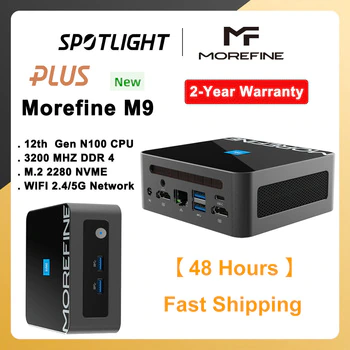 SPOTLIGHT
MF
MOREFINE
PLUS
New
2-Year Warranty
Morefine M9
. 12th Gen N100 CPU
. 3200 MHZ DDR 4
. M.2 2280 NVME
. WIFI 2.4/5G Network
MOREFINE
【 48 Hours 】
Fast Shipping